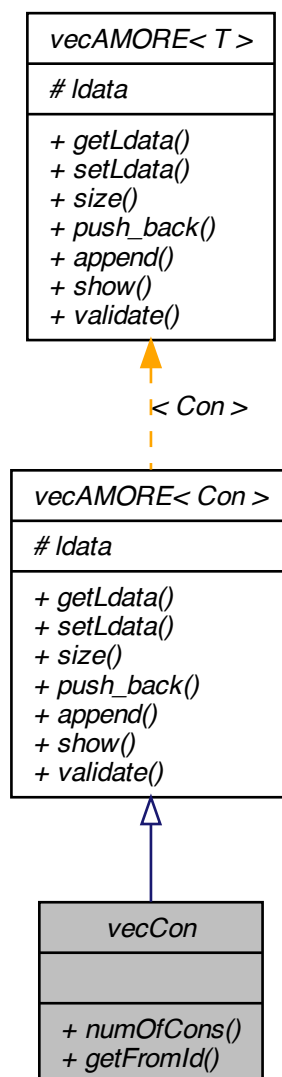 vecAMORE< T >
# ldata
+ getLdata()
+ setLdata()
+ size()
+ push_back()
+ append()
+ show()
+ validate()
< Con >
vecAMORE< Con >
# ldata
+ getLdata()
+ setLdata()
+ size()
+ push_back()
+ append()
+ show()
+ validate()
vecCon
+ numOfCons()
+ getFromId()